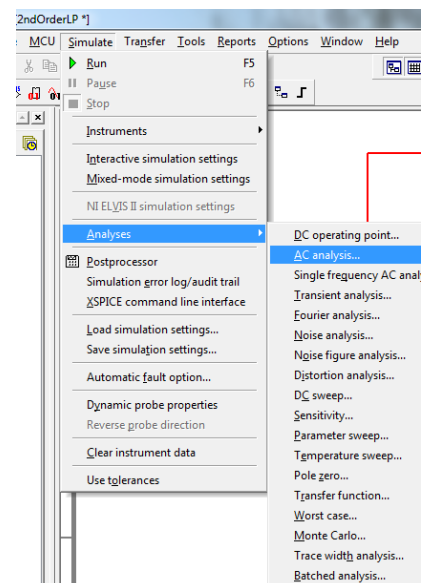 2ndOrderLP *]
MCU Simulate Transfer Tools Reports Options Window Help
Run F5
Pause F6
Stop
Instruments
Interactive simulation settings
Mixed-mode simulation settings
NI ELVIS II simulation settings
Analyses
Postprocessor
Simulation error log/audit trail
XSPICE command line interface
Load simulation settings...
Save simulation settings...
Automatic fault option...
Dynamic probe properties
Reverse probe direction
Clear instrument data
Use tolerances
DC operating point...
AC analysis...
Single frequency AC anal
Transient analysis...
Fourier analysis...
Noise analysis...
Noise figure analysis...
Distortion analysis...
DC sweep...
Sensitivity...
Parameter sweep...
Temperature sweep...
Pole zero...
Transfer function...
Worst case...
Monte Carlo...
Trace width analysis...
Batched analysis...